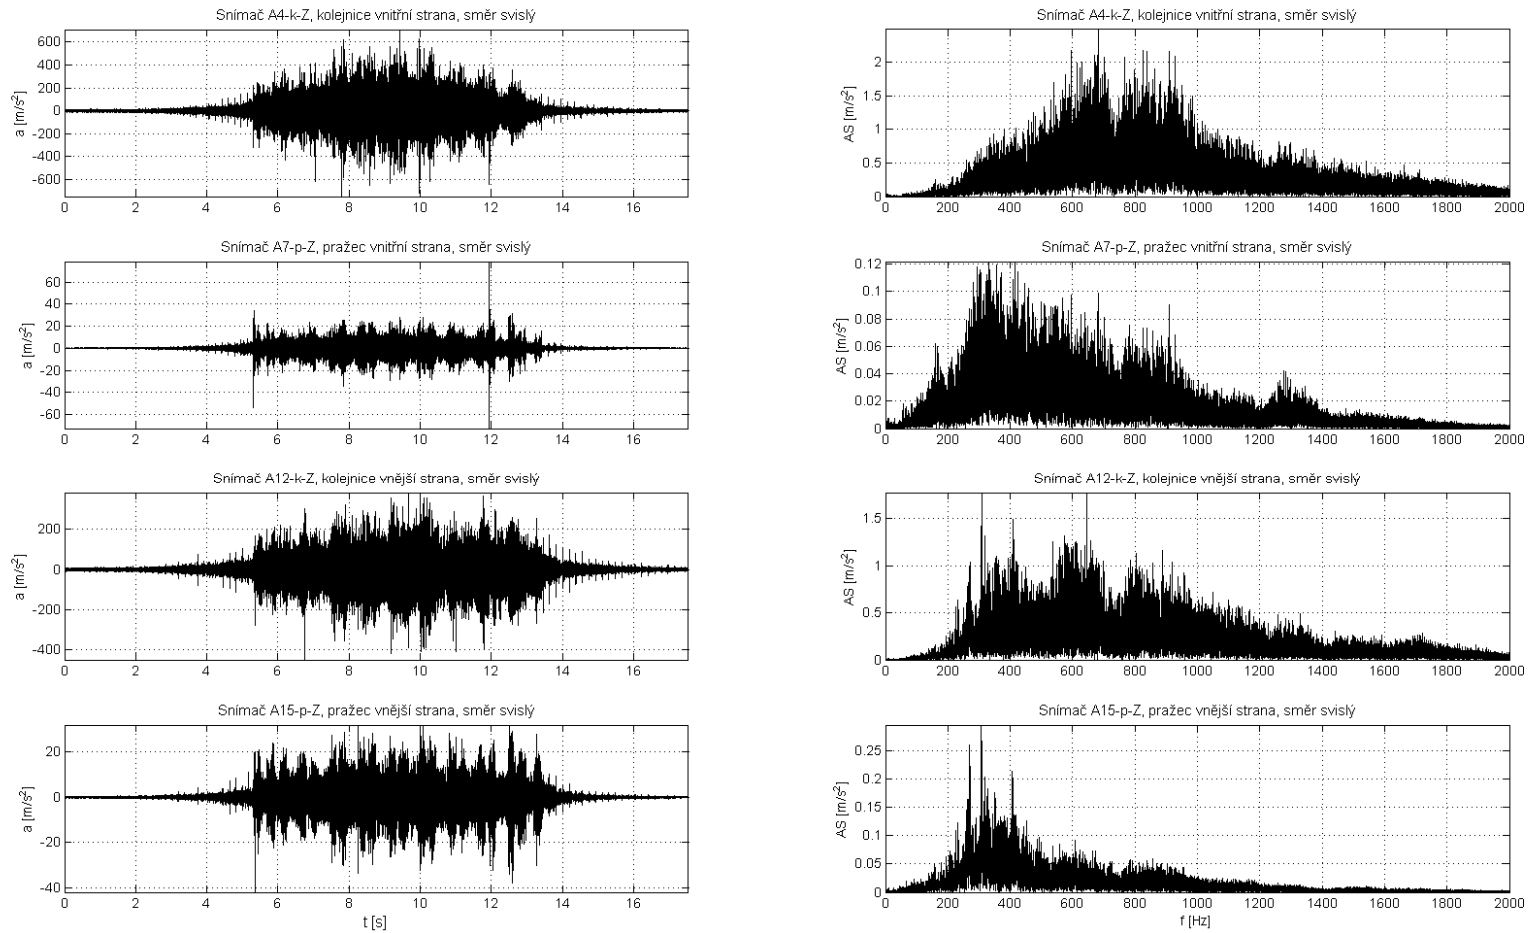 Snímač A4-k-Z, kolejnice vnitřní strana, směr svislý
a [m/s²]
600
400
200
0
-200
-400
-600
0 2 4 6 8 10 12 14 16
Snímač A4-k-Z, kolejnice vnitřní strana, směr svislý
AS [m/s²]
2
1.5
1
0.5
0
0 200 400 600 800 1000 1200 1400 1600 1800 2000
Snímač A7-p-Z, pražec vnitřní strana, směr svislý
a [m/s²]
60
40
20
0
-20
-40
-60
0 2 4 6 8 10 12 14 16
Snímač A7-p-Z, pražec vnitřní strana, směr svislý
AS [m/s²]
0.12
0.1
0.08
0.06
0.04
0.02
0
0 200 400 600 800 1000 1200 1400 1600 1800 2000
Snímač A12-k-Z, kolejnice vnější strana, směr svislý
a [m/s²]
200
0
-200
-400
0 2 4 6 8 10 12 14 16
Snímač A12-k-Z, kolejnice vnější strana, směr svislý
AS [m/s²]
1.5
1
0.5
0
0 200 400 600 800 1000 1200 1400 1600 1800 2000
Snímač A15-p-Z, pražec vnější strana, směr svislý
a [m/s²]
20
0
-20
-40
0 2 4 6 8 10 12 14 16
t [s]
Snímač A15-p-Z, pražec vnější strana, směr svislý
AS [m/s²]
0.25
0.2
0.15
0.1
0.05
0
0 200 400 600 800 1000 1200 1400 1600 1800 2000
f [Hz]